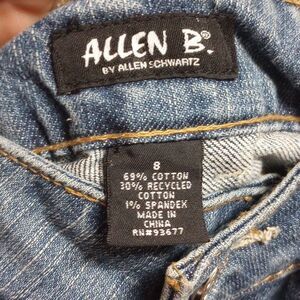 ALLEN B.®
BY ALLEN SCHWARTZ
8
69% COTTON
30% RECYCLED
COTTON
1% SPANDEX
MADE IN
CHINA
RN#93677